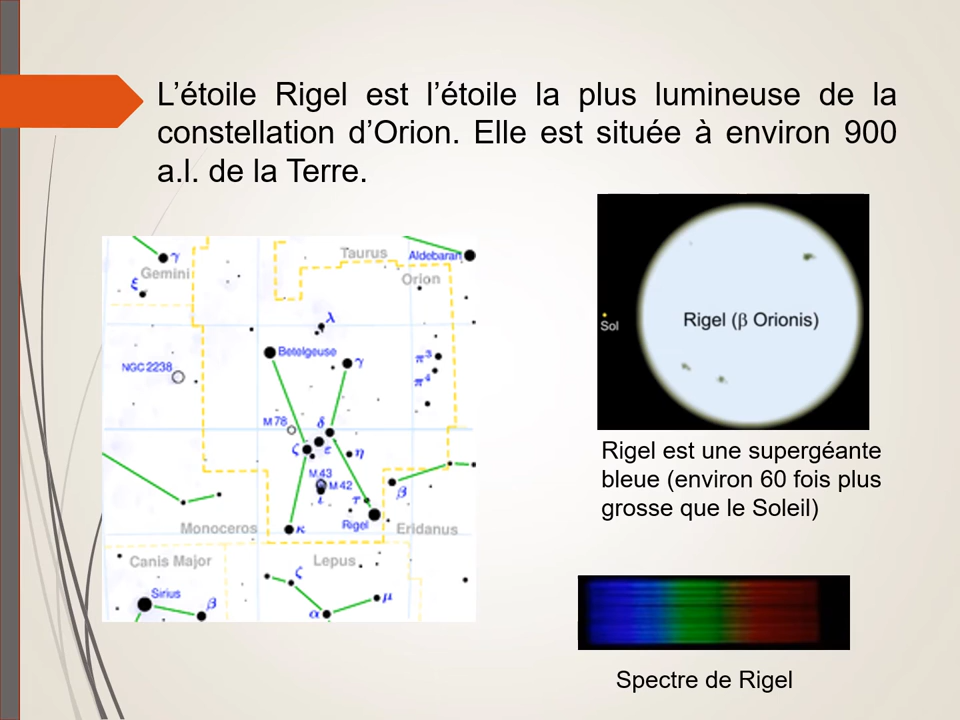 L’étoile Rigel est l’étoile la plus lumineuse de la
constellation d’Orion. Elle est située à environ 900
a.l. de la Terre.
γ
Gemini
ξ
Taurus
Aldebaran
Orion
λ
Betelgeuse
γ
π³
π⁴
NGC 2238
M 78
δ
ζ
ε
η
M 43
M 42
ι
β
τ
Rigel
κ
Monoceros
Eridanus
Canis Major
Lepus
ζ
Sirius
β
μ
α
Sol
Rigel (β Orionis)
Rigel est une supergéante
bleue (environ 60 fois plus
grosse que le Soleil)
Spectre de Rigel